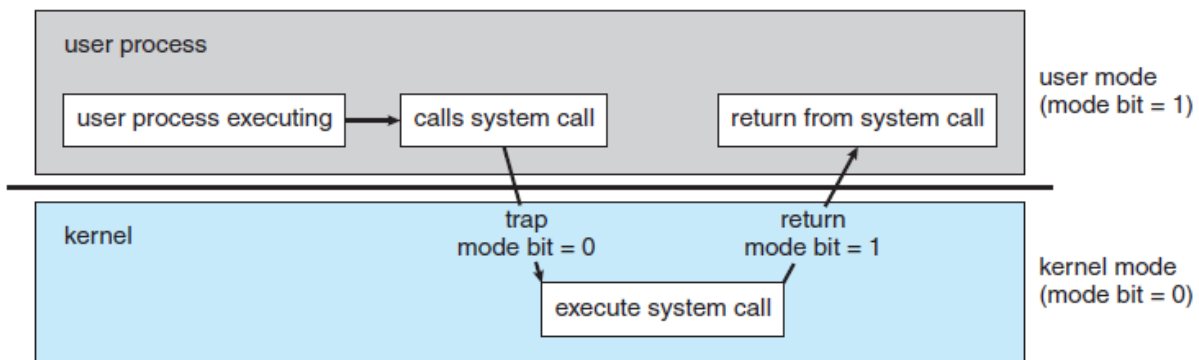 user process
user process executing
calls system call
return from system call
user mode
(mode bit = 1)
kernel
trap
mode bit = 0
return
mode bit = 1
execute system call
kernel mode
(mode bit = 0)